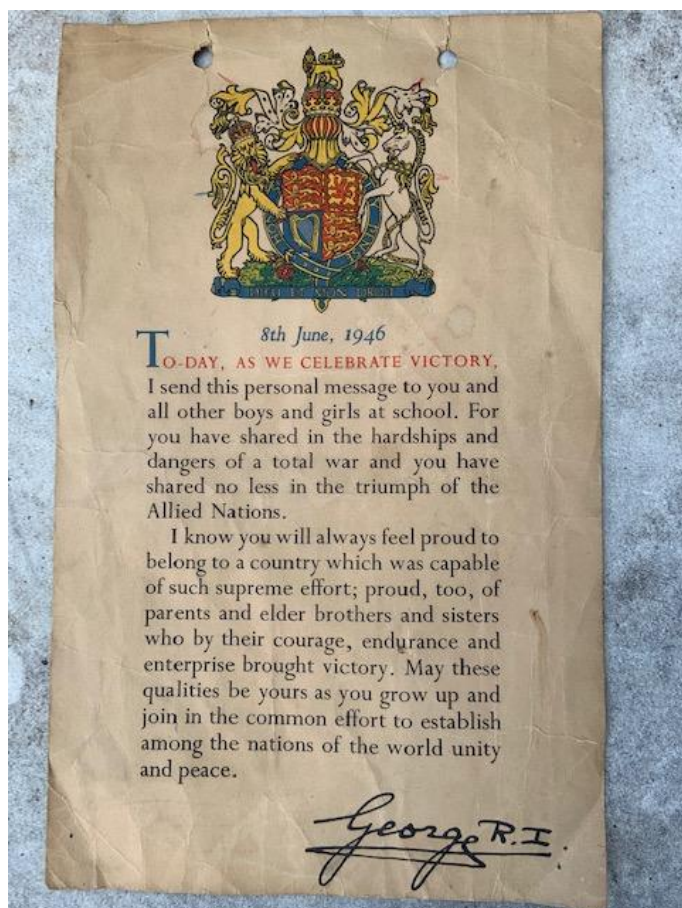 DIEU ET MON DROIT
8th June, 1946
TO-DAY, AS WE CELEBRATE VICTORY,
I send this personal message to you and
all other boys and girls at school. For
you have shared in the hardships and
dangers of a total war and you have
shared no less in the triumph of the
Allied Nations.
I know you will always feel proud to
belong to a country which was capable
of such supreme effort; proud, too, of
parents and elder brothers and sisters
who by their courage, endurance and
enterprise brought victory. May these
qualities be yours as you grow up and
join in the common effort to establish
among the nations of the world unity
and peace.
George R.I.